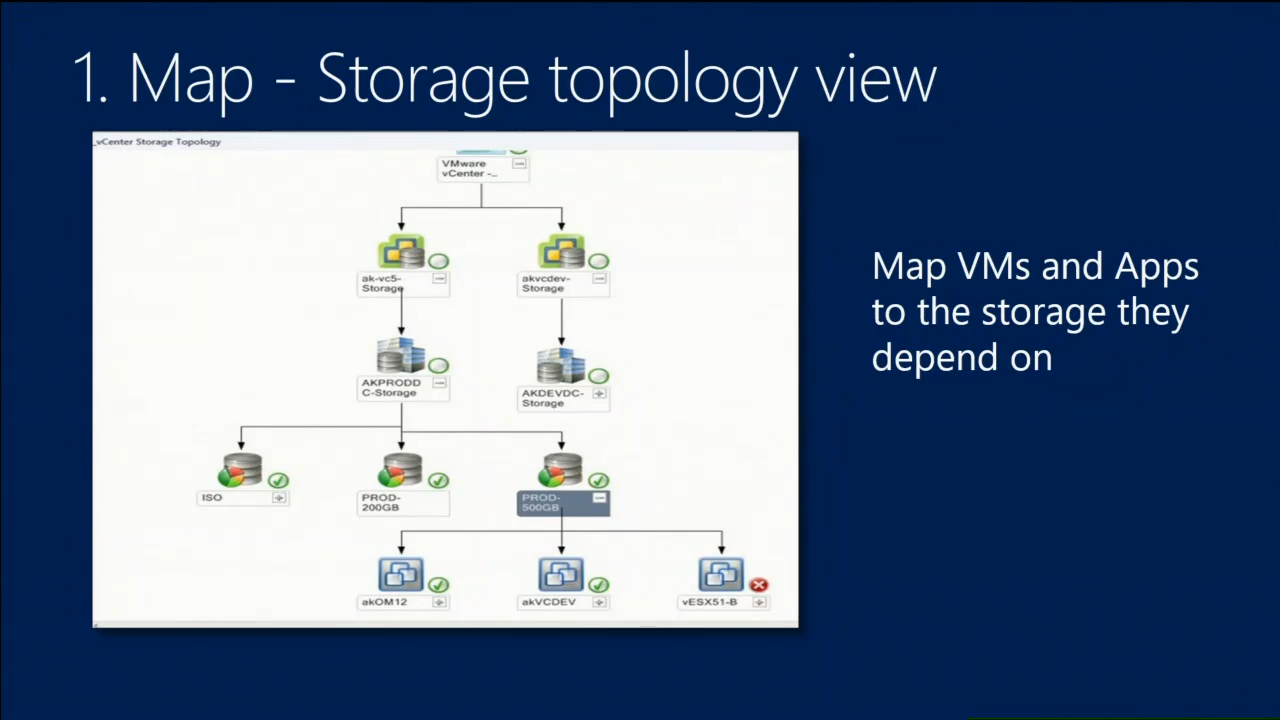 1. Map - Storage topology view
_vCenter Storage Topology
VMware
vCenter -...
ak-vc5-
Storage
akvcdev-
Storage
AKPRODD
C-Storage
AKDEVDC-
Storage
ISO
PROD-
200GB
PROD-
500GB
akOM12
akVCDEV
vESX51-B
Map VMs and Apps
to the storage they
depend on